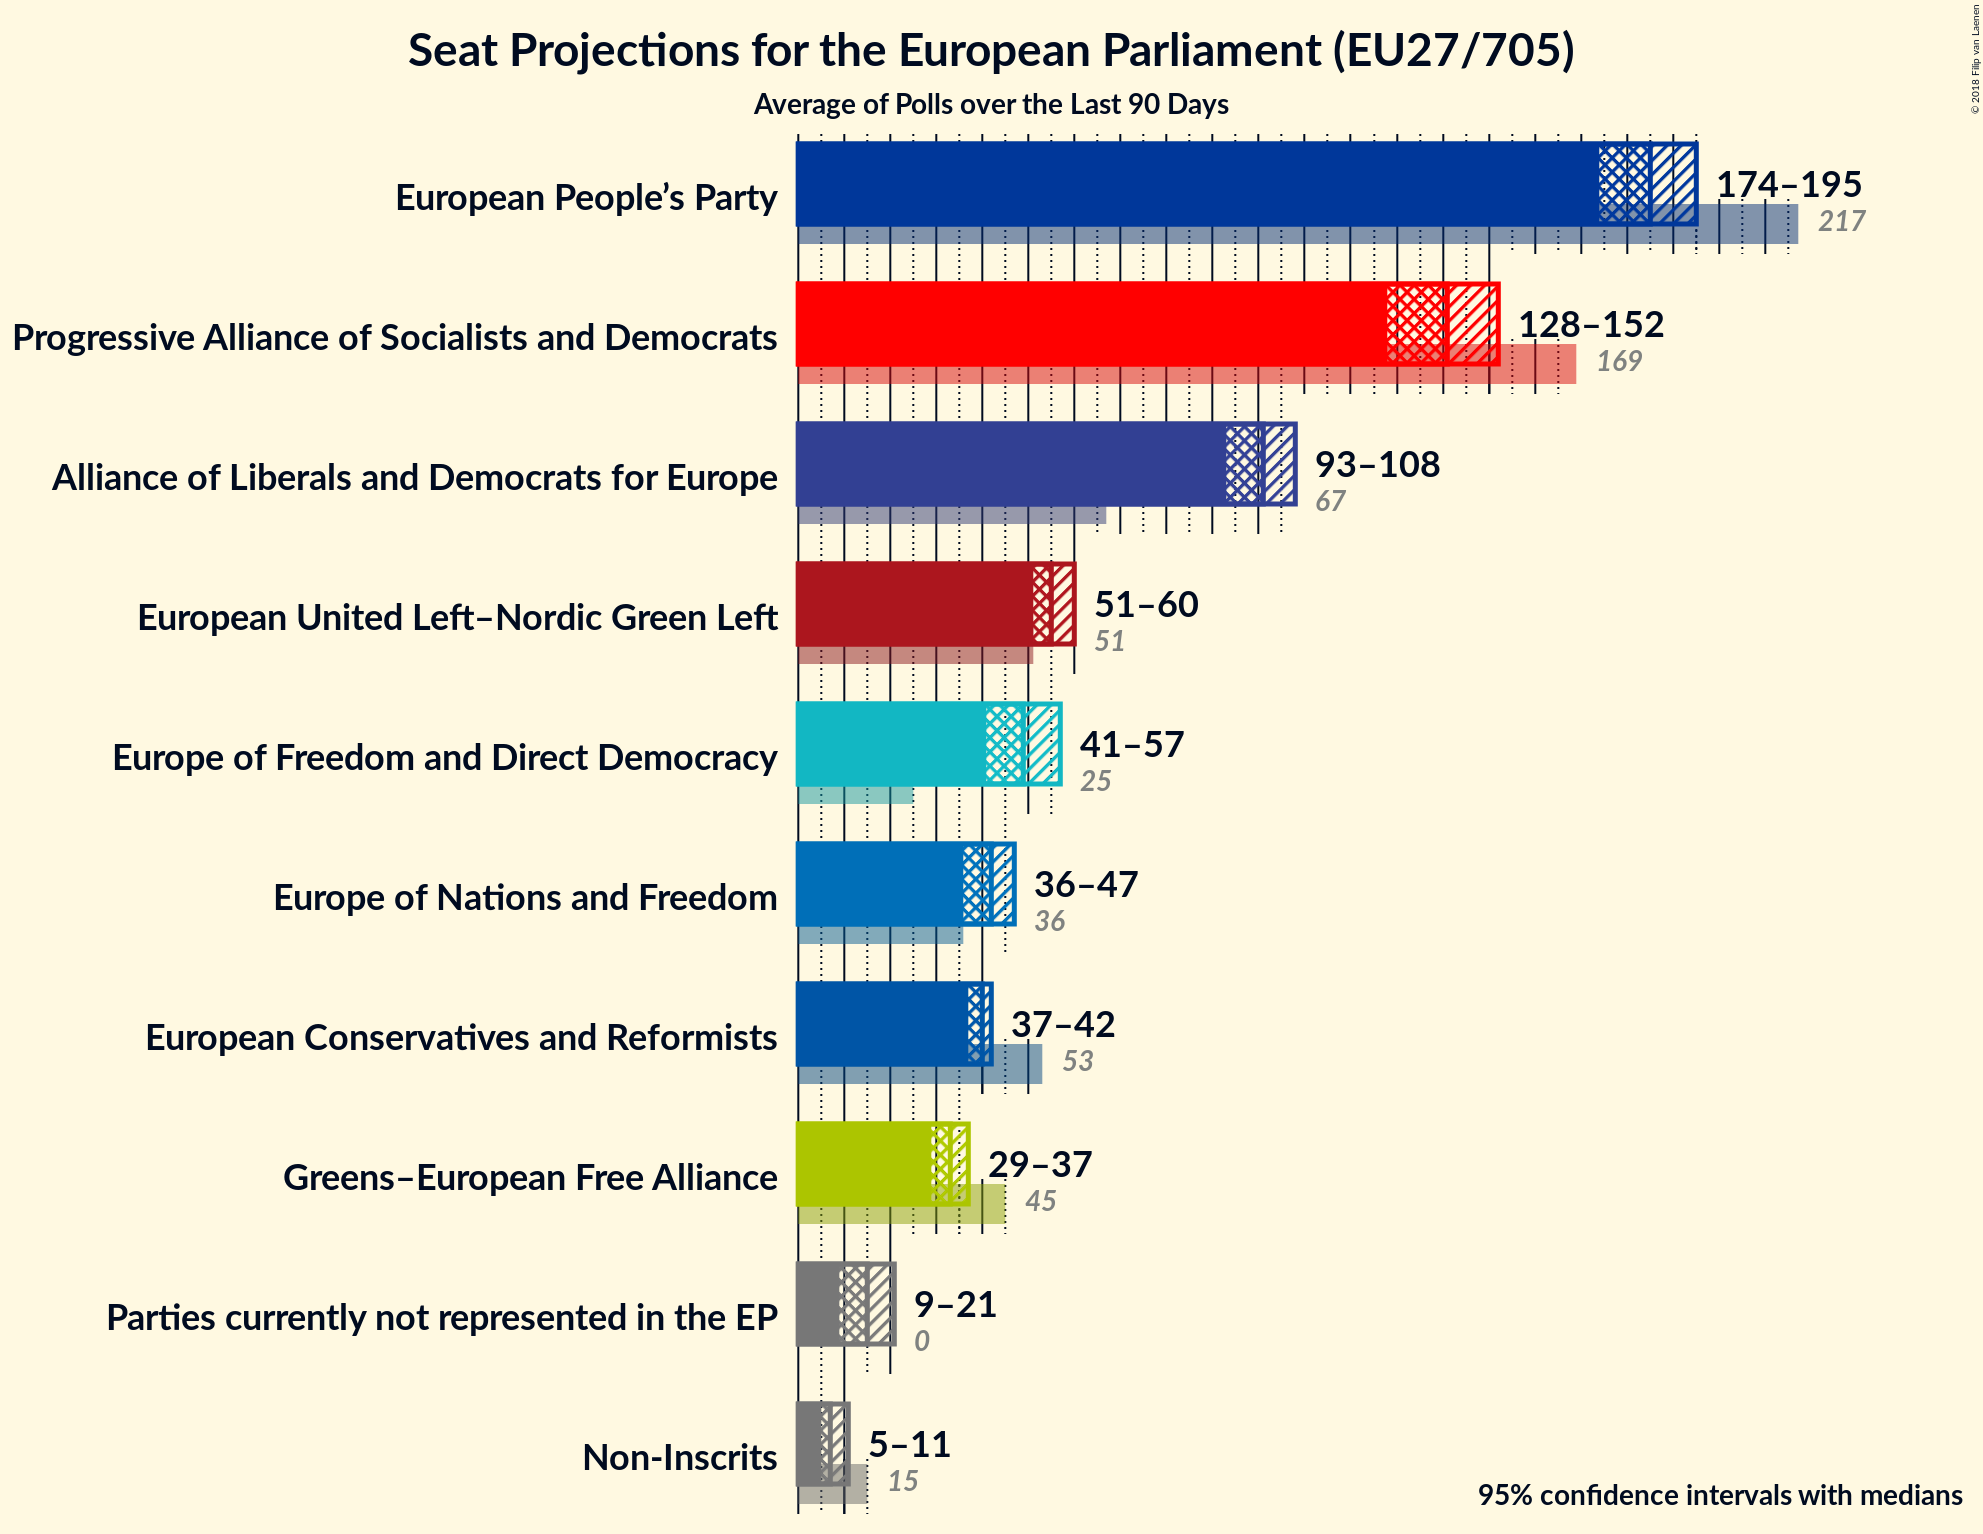 Seat Projections for the European Parliament (EU27/705)
Average of Polls over the Last 90 Days
© 2018 Filip van Laenen
European People’s Party
174–195
217
Progressive Alliance of Socialists and Democrats
128–152
169
Alliance of Liberals and Democrats for Europe
93–108
67
European United Left–Nordic Green Left
51–60
51
Europe of Freedom and Direct Democracy
41–57
25
Europe of Nations and Freedom
36–47
36
European Conservatives and Reformists
37–42
53
Greens–European Free Alliance
29–37
45
Parties currently not represented in the EP
9–21
0
Non-Inscrits
5–11
15
95% confidence intervals with medians